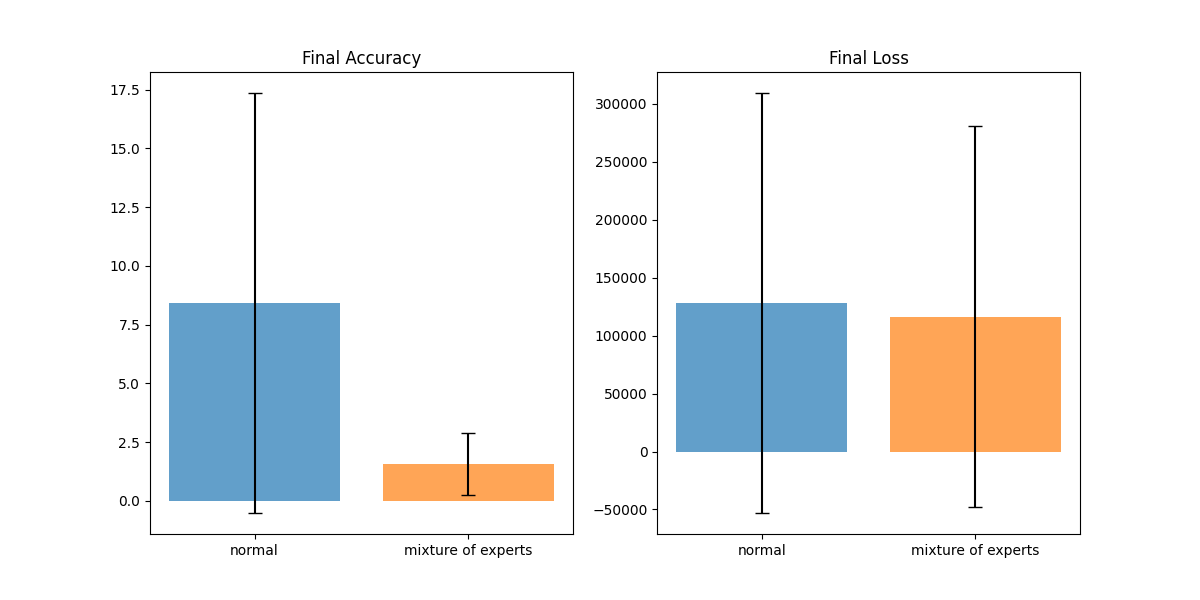 Final Accuracy
17.5
15.0
12.5
10.0
7.5
5.0
2.5
0.0
normal
mixture of experts
Final Loss
300000
250000
200000
150000
100000
50000
0
−50000
normal
mixture of experts